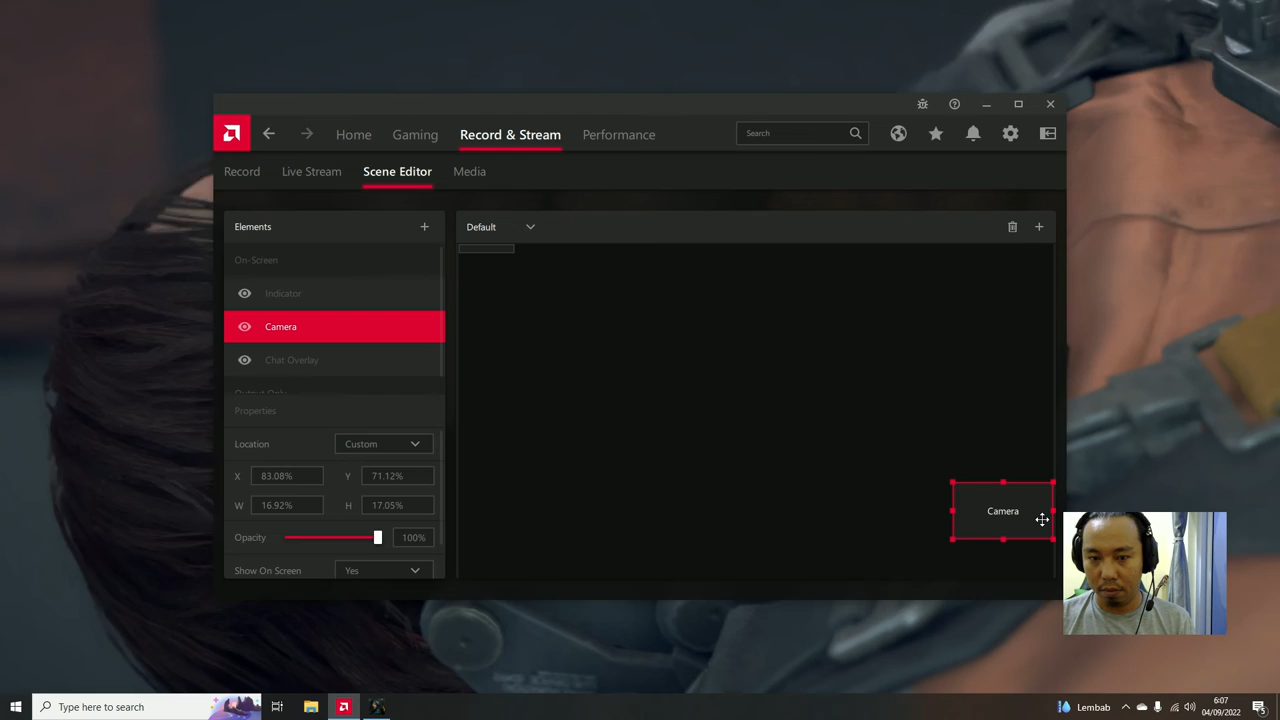 Home
Gaming
Record & Stream
Performance
Search
Record
Live Stream
Scene Editor
Media
Elements
On-Screen
Indicator
Camera
Chat Overlay
Properties
Location
Custom
X
83.08%
Y
71.12%
W
16.92%
H
17.05%
Opacity
100%
Show On Screen
Yes
Default
Camera
Type here to search
Lembab
6:07
04/09/2022
5